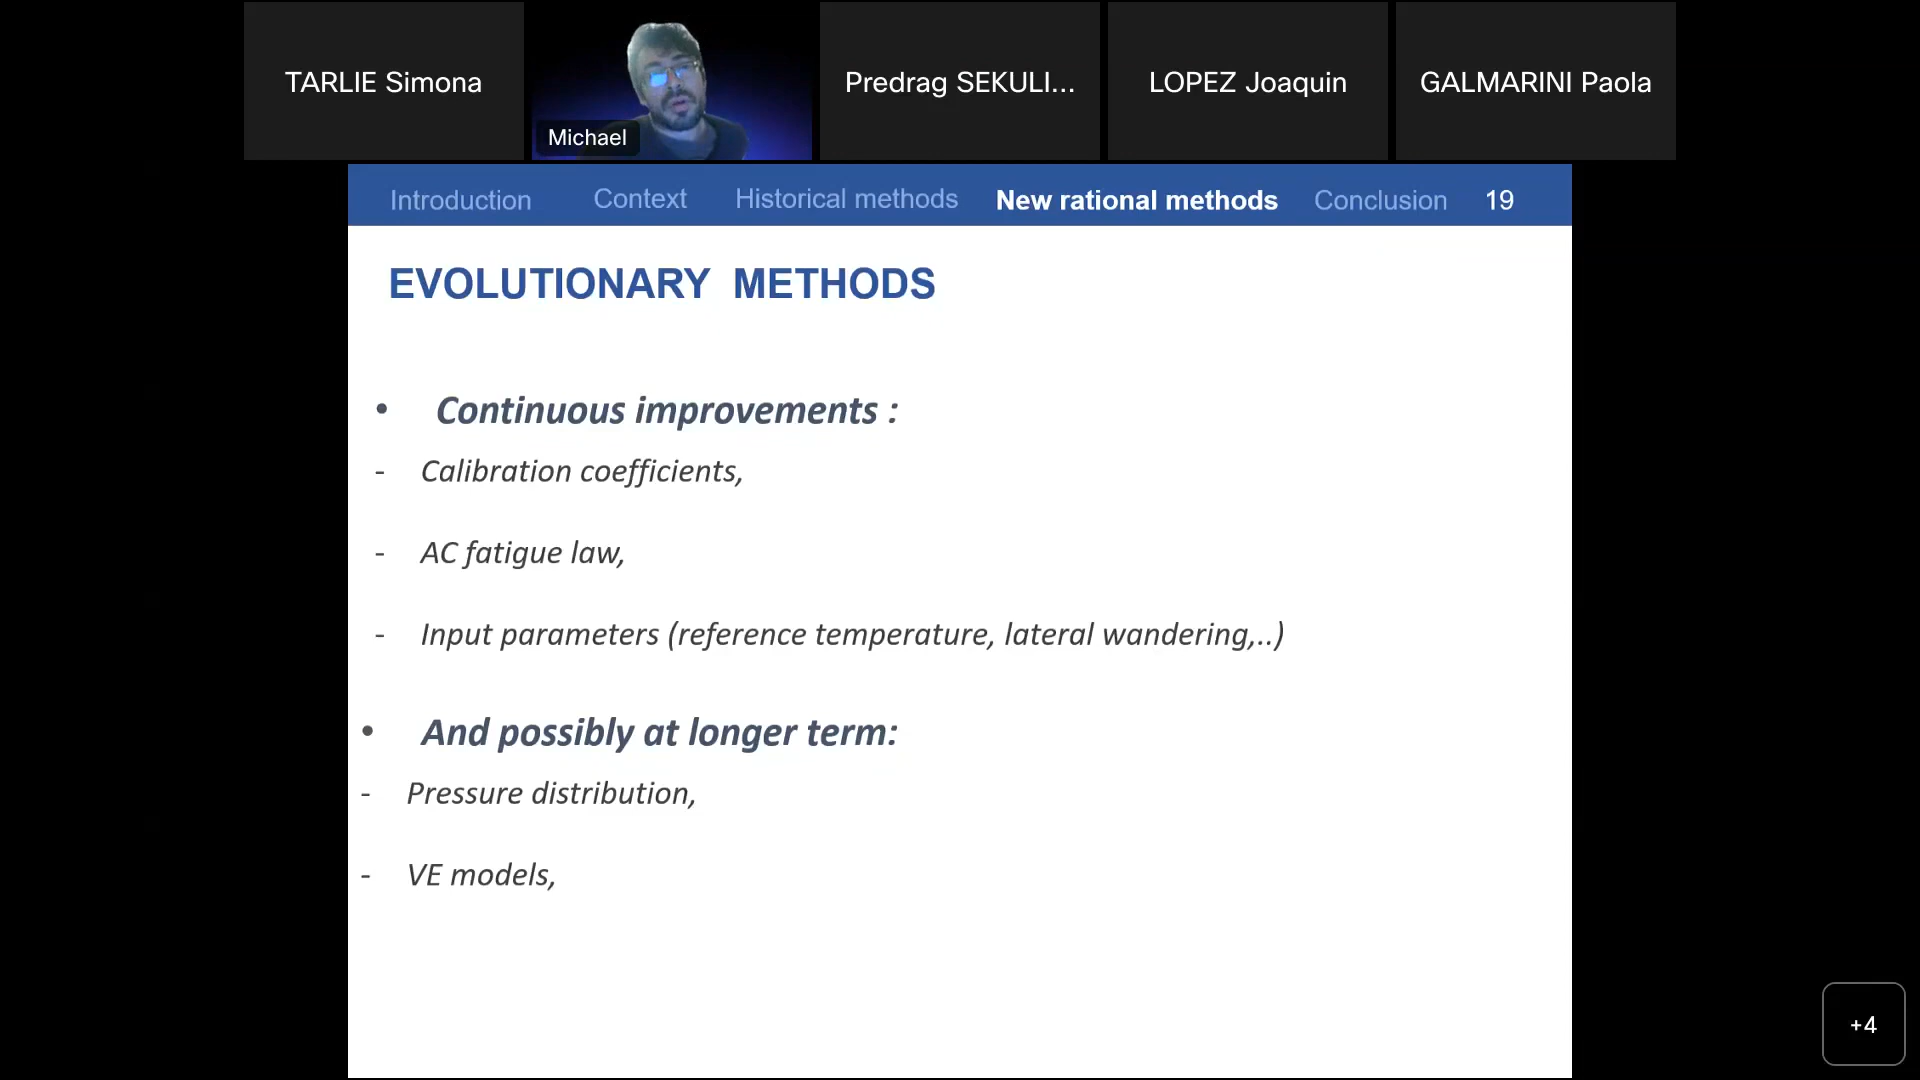 TARLIE Simona
Michael
Predrag SEKULI...
LOPEZ Joaquin
GALMARINI Paola
Introduction Context Historical methods New rational methods Conclusion 19
EVOLUTIONARY METHODS
• Continuous improvements :
- Calibration coefficients,
- AC fatigue law,
- Input parameters (reference temperature, lateral wandering,..)
• And possibly at longer term:
- Pressure distribution,
- VE models,
+4